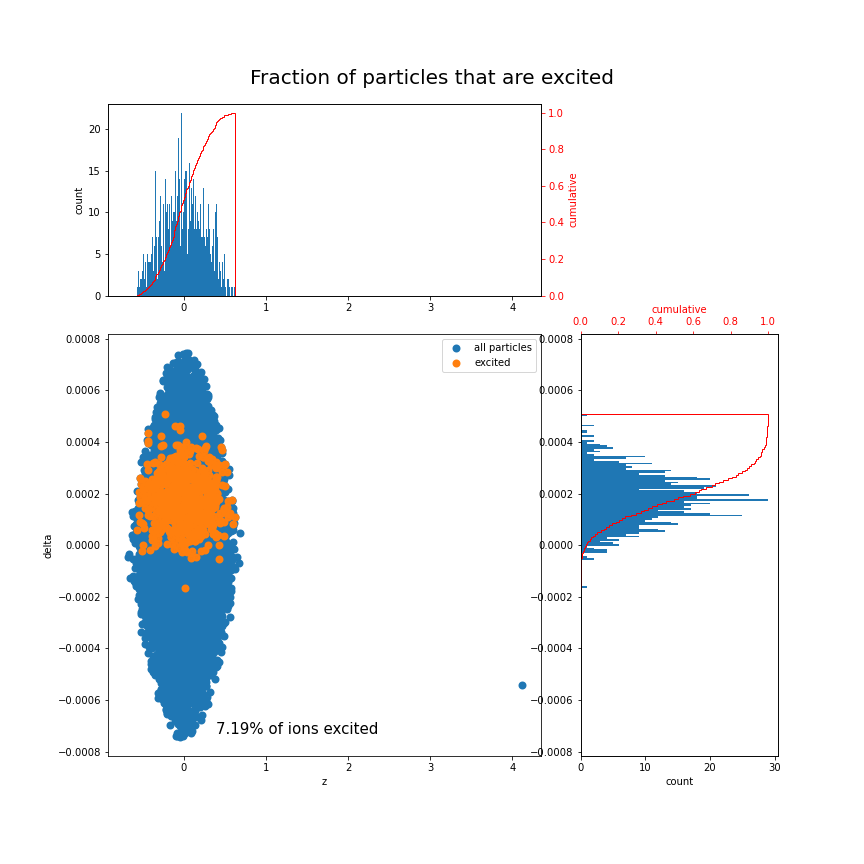 Fraction of particles that are excited
20
15
10
5
0
count
1.0
0.8
0.6
0.4
0.2
0.0
cumulative
0 1 2 3 4
cumulative
0.0 0.2 0.4 0.6 0.8 1.0
all particles
excited
0.0008
0.0006
0.0004
0.0002
0.0000
−0.0002
−0.0004
−0.0006
−0.0008
delta
7.19% of ions excited
0 1 2 3 4
z
0.0008
0.0006
0.0004
0.0002
0.0000
−0.0002
−0.0004
−0.0006
−0.0008
0 10 20 30
count